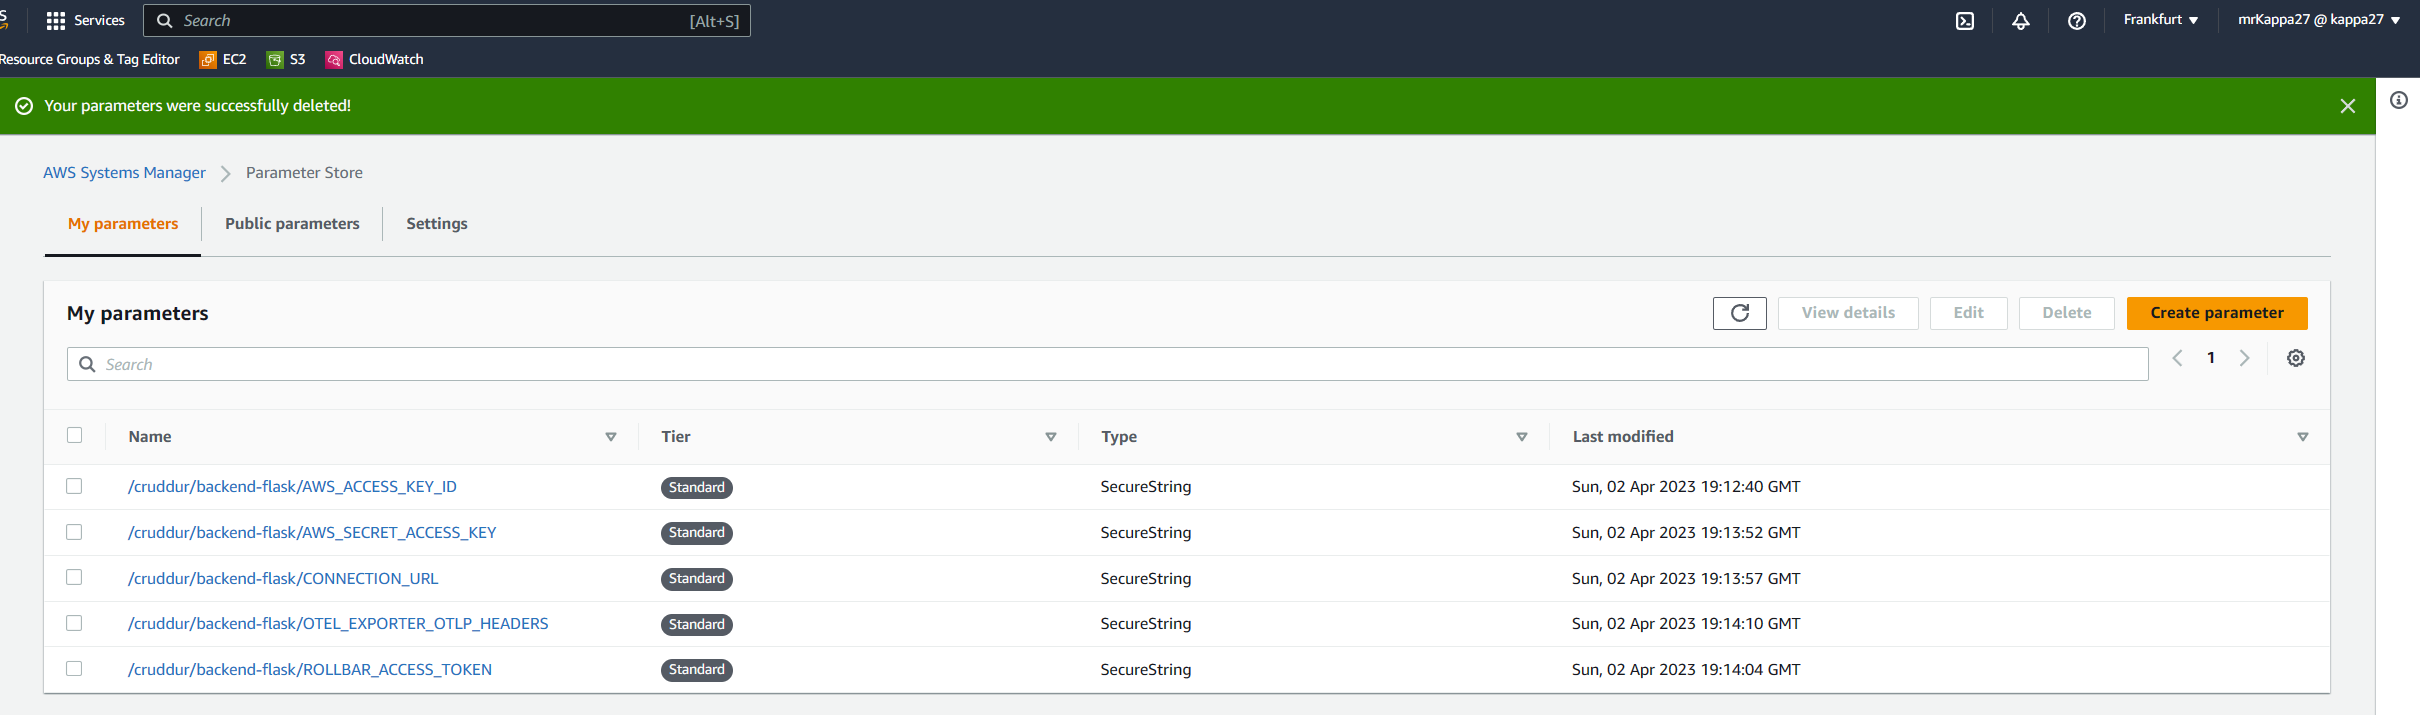 Services
Search
[Alt+S]
Frankfurt
mrKappa27 @ kappa27
Resource Groups & Tag Editor
EC2
S3
CloudWatch
Your parameters were successfully deleted!
AWS Systems Manager
Parameter Store
My parameters
Public parameters
Settings
My parameters
View details
Edit
Delete
Create parameter
Search
1
Name
Tier
Type
Last modified
/cruddur/backend-flask/AWS_ACCESS_KEY_ID
Standard
SecureString
Sun, 02 Apr 2023 19:12:40 GMT
/cruddur/backend-flask/AWS_SECRET_ACCESS_KEY
Standard
SecureString
Sun, 02 Apr 2023 19:13:52 GMT
/cruddur/backend-flask/CONNECTION_URL
Standard
SecureString
Sun, 02 Apr 2023 19:13:57 GMT
/cruddur/backend-flask/OTEL_EXPORTER_OTLP_HEADERS
Standard
SecureString
Sun, 02 Apr 2023 19:14:10 GMT
/cruddur/backend-flask/ROLLBAR_ACCESS_TOKEN
Standard
SecureString
Sun, 02 Apr 2023 19:14:04 GMT